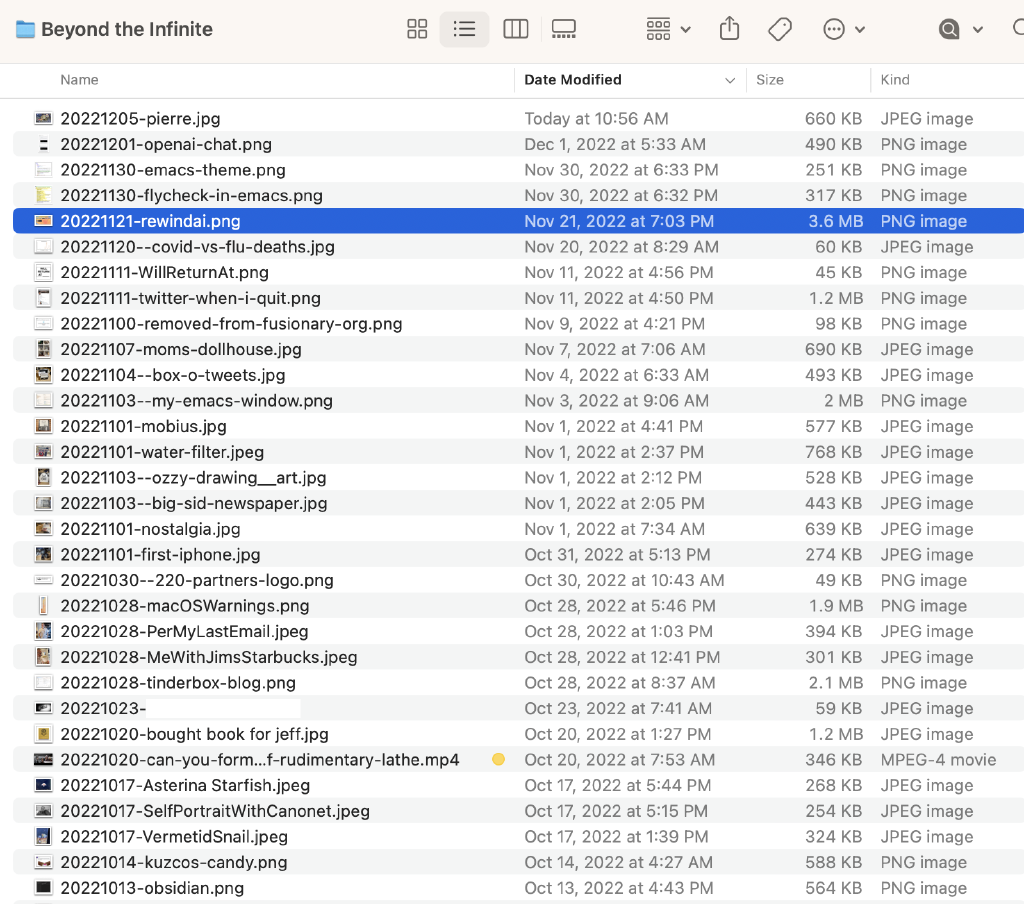 Beyond the Infinite
Name Date Modified Size Kind
20221205-pierre.jpg Today at 10:56 AM 660 KB JPEG image
20221201-openai-chat.png Dec 1, 2022 at 5:33 AM 490 KB PNG image
20221130-emacs-theme.png Nov 30, 2022 at 6:33 PM 251 KB PNG image
20221130-flycheck-in-emacs.png Nov 30, 2022 at 6:32 PM 317 KB PNG image
20221121-rewindai.png Nov 21, 2022 at 7:03 PM 3.6 MB PNG image
20221120--covid-vs-flu-deaths.jpg Nov 20, 2022 at 8:29 AM 60 KB JPEG image
20221111-WillReturnAt.png Nov 11, 2022 at 4:56 PM 45 KB PNG image
20221111-twitter-when-i-quit.png Nov 11, 2022 at 4:50 PM 1.2 MB PNG image
20221100-removed-from-fusionary-org.png Nov 9, 2022 at 4:21 PM 98 KB PNG image
20221107-moms-dollhouse.jpg Nov 7, 2022 at 7:06 AM 690 KB JPEG image
20221104--box-o-tweets.jpg Nov 4, 2022 at 6:33 AM 493 KB JPEG image
20221103--my-emacs-window.png Nov 3, 2022 at 9:06 AM 2 MB PNG image
20221101-mobius.jpg Nov 1, 2022 at 4:41 PM 577 KB JPEG image
20221101-water-filter.jpeg Nov 1, 2022 at 2:37 PM 768 KB JPEG image
20221103--ozzy-drawing__art.jpg Nov 1, 2022 at 2:12 PM 528 KB JPEG image
20221103--big-sid-newspaper.jpg Nov 1, 2022 at 2:05 PM 443 KB JPEG image
20221101-nostalgia.jpg Nov 1, 2022 at 7:34 AM 639 KB JPEG image
20221101-first-iphone.jpg Oct 31, 2022 at 5:13 PM 274 KB JPEG image
20221030--220-partners-logo.png Oct 30, 2022 at 10:43 AM 49 KB PNG image
20221028-macOSWarnings.png Oct 28, 2022 at 5:46 PM 1.9 MB PNG image
20221028-PerMyLastEmail.jpeg Oct 28, 2022 at 1:03 PM 394 KB JPEG image
20221028-MeWithJimsStarbucks.jpeg Oct 28, 2022 at 12:41 PM 301 KB JPEG image
20221028-tinderbox-blog.png Oct 28, 2022 at 8:37 AM 2.1 MB PNG image
20221023- Oct 23, 2022 at 7:41 AM 59 KB JPEG image
20221020-bought book for jeff.jpg Oct 20, 2022 at 1:27 PM 1.2 MB JPEG image
20221020-can-you-form...f-rudimentary-lathe.mp4 Oct 20, 2022 at 7:53 AM 346 KB MPEG-4 movie
20221017-Asterina Starfish.jpeg Oct 17, 2022 at 5:44 PM 268 KB JPEG image
20221017-SelfPortraitWithCanonet.jpeg Oct 17, 2022 at 5:15 PM 254 KB JPEG image
20221017-VermetidSnail.jpeg Oct 17, 2022 at 1:39 PM 324 KB JPEG image
20221014-kuzcos-candy.png Oct 14, 2022 at 4:27 AM 588 KB PNG image
20221013-obsidian.png Oct 13, 2022 at 4:43 PM 564 KB PNG image